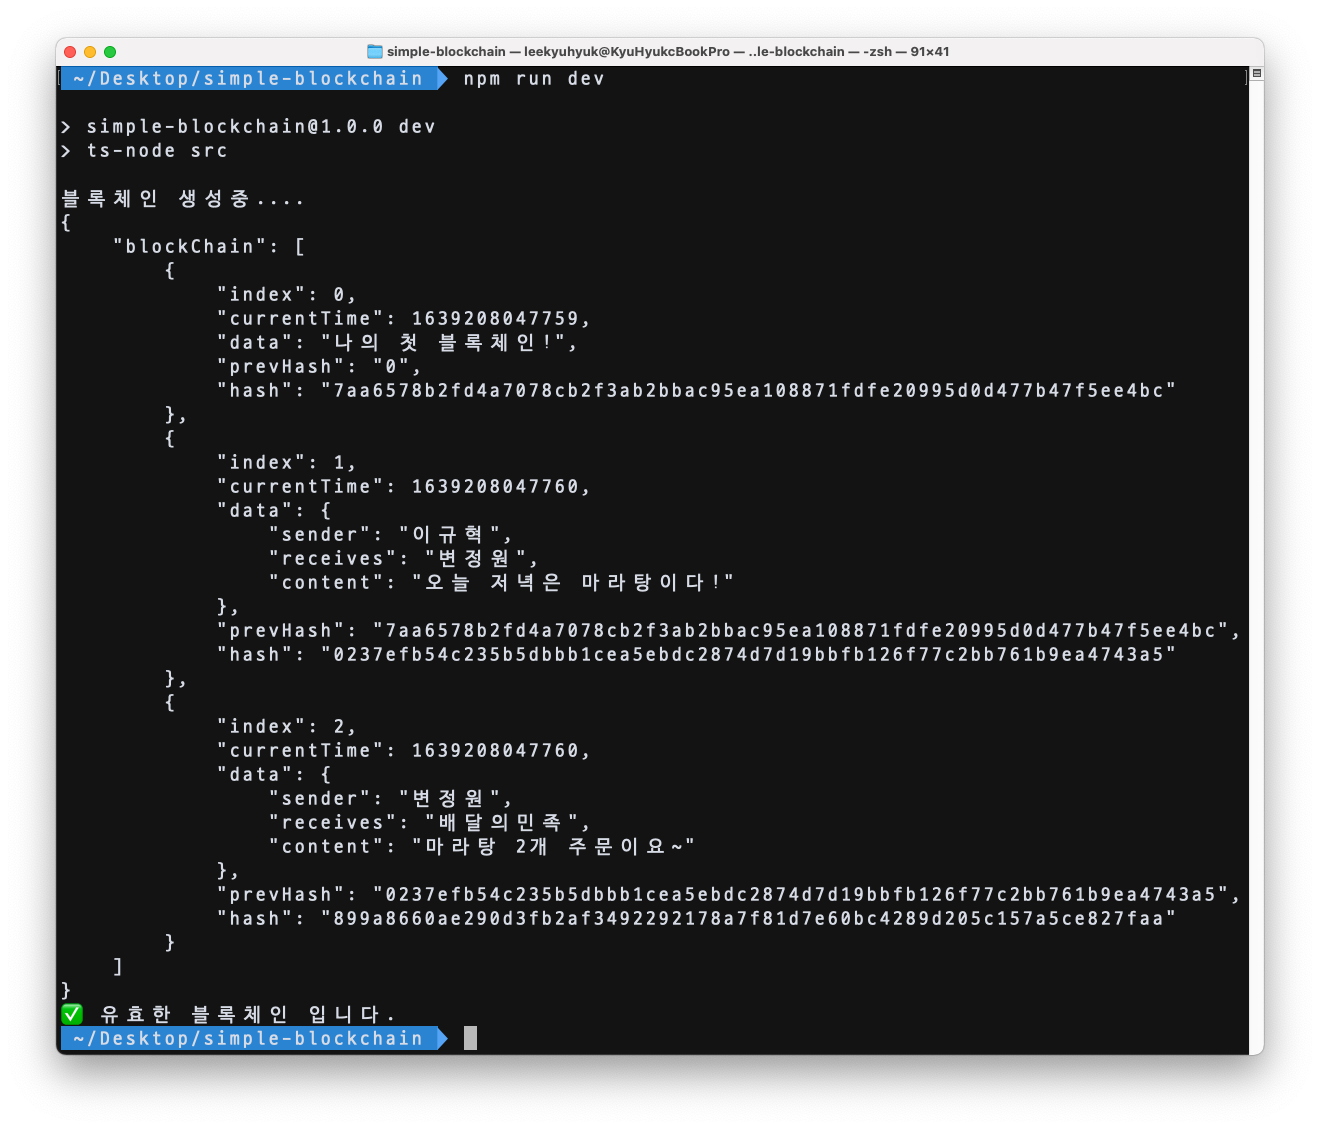 simple-blockchain — leekyuhyuk@KyuHyukcBookPro — ..le-blockchain — -zsh — 91×41
~/Desktop/simple-blockchain npm run dev
> simple-blockchain@1.0.0 dev
> ts-node src
블록체인 생성중....
{
"blockChain": [
{
"index": 0,
"currentTime": 1639208047759,
"data": "나의 첫 블록체인!",
"prevHash": "0",
"hash": "7aa6578b2fd4a7078cb2f3ab2bbac95ea108871fdfe20995d0d477b47f5ee4bc"
},
{
"index": 1,
"currentTime": 1639208047760,
"data": {
"sender": "이규혁",
"receives": "변정원",
"content": "오늘 저녁은 마라탕이다!"
},
"prevHash": "7aa6578b2fd4a7078cb2f3ab2bbac95ea108871fdfe20995d0d477b47f5ee4bc",
"hash": "0237efb54c235b5dbbb1cea5ebdc2874d7d19bbfb126f77c2bb761b9ea4743a5"
},
{
"index": 2,
"currentTime": 1639208047760,
"data": {
"sender": "변정원",
"receives": "배달의민족",
"content": "마라탕 2개 주문이요~"
},
"prevHash": "0237efb54c235b5dbbb1cea5ebdc2874d7d19bbfb126f77c2bb761b9ea4743a5",
"hash": "899a8660ae290d3fb2af3492292178a7f81d7e60bc4289d205c157a5ce827faa"
}
]
}
✅ 유효한 블록체인 입니다.
~/Desktop/simple-blockchain